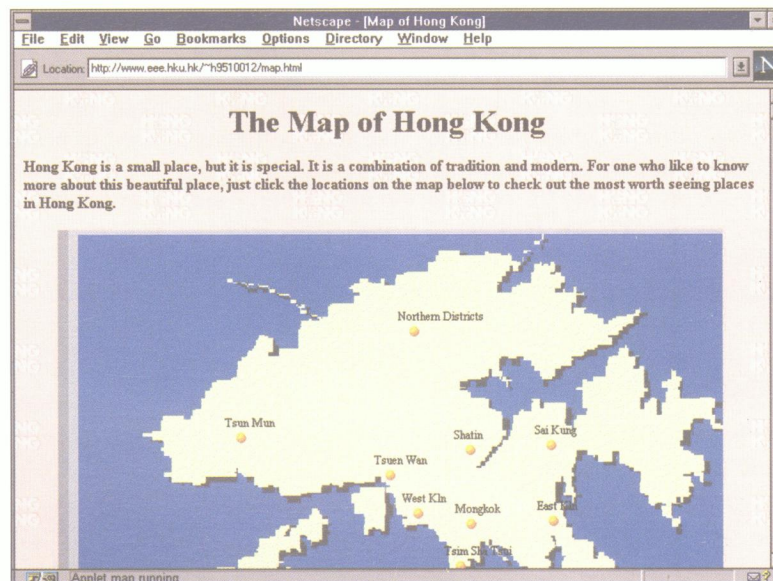 Netscape - [Map of Hong Kong]
File Edit View Go Bookmarks Options Directory Window Help
Location: http://www.eee.hku.hk/~h9510012/map.html
N
The Map of Hong Kong
Hong Kong is a small place, but it is special. It is a combination of tradition and modern. For one who like to know
more about this beautiful place, just click the locations on the map below to check out the most worth seeing places
in Hong Kong.
Northern Districts
Tsun Mun
Shatin
Sai Kung
Tsuen Wan
West Kln
Mongkok
East Kln
Tsim Sha Tsui
Applet map running